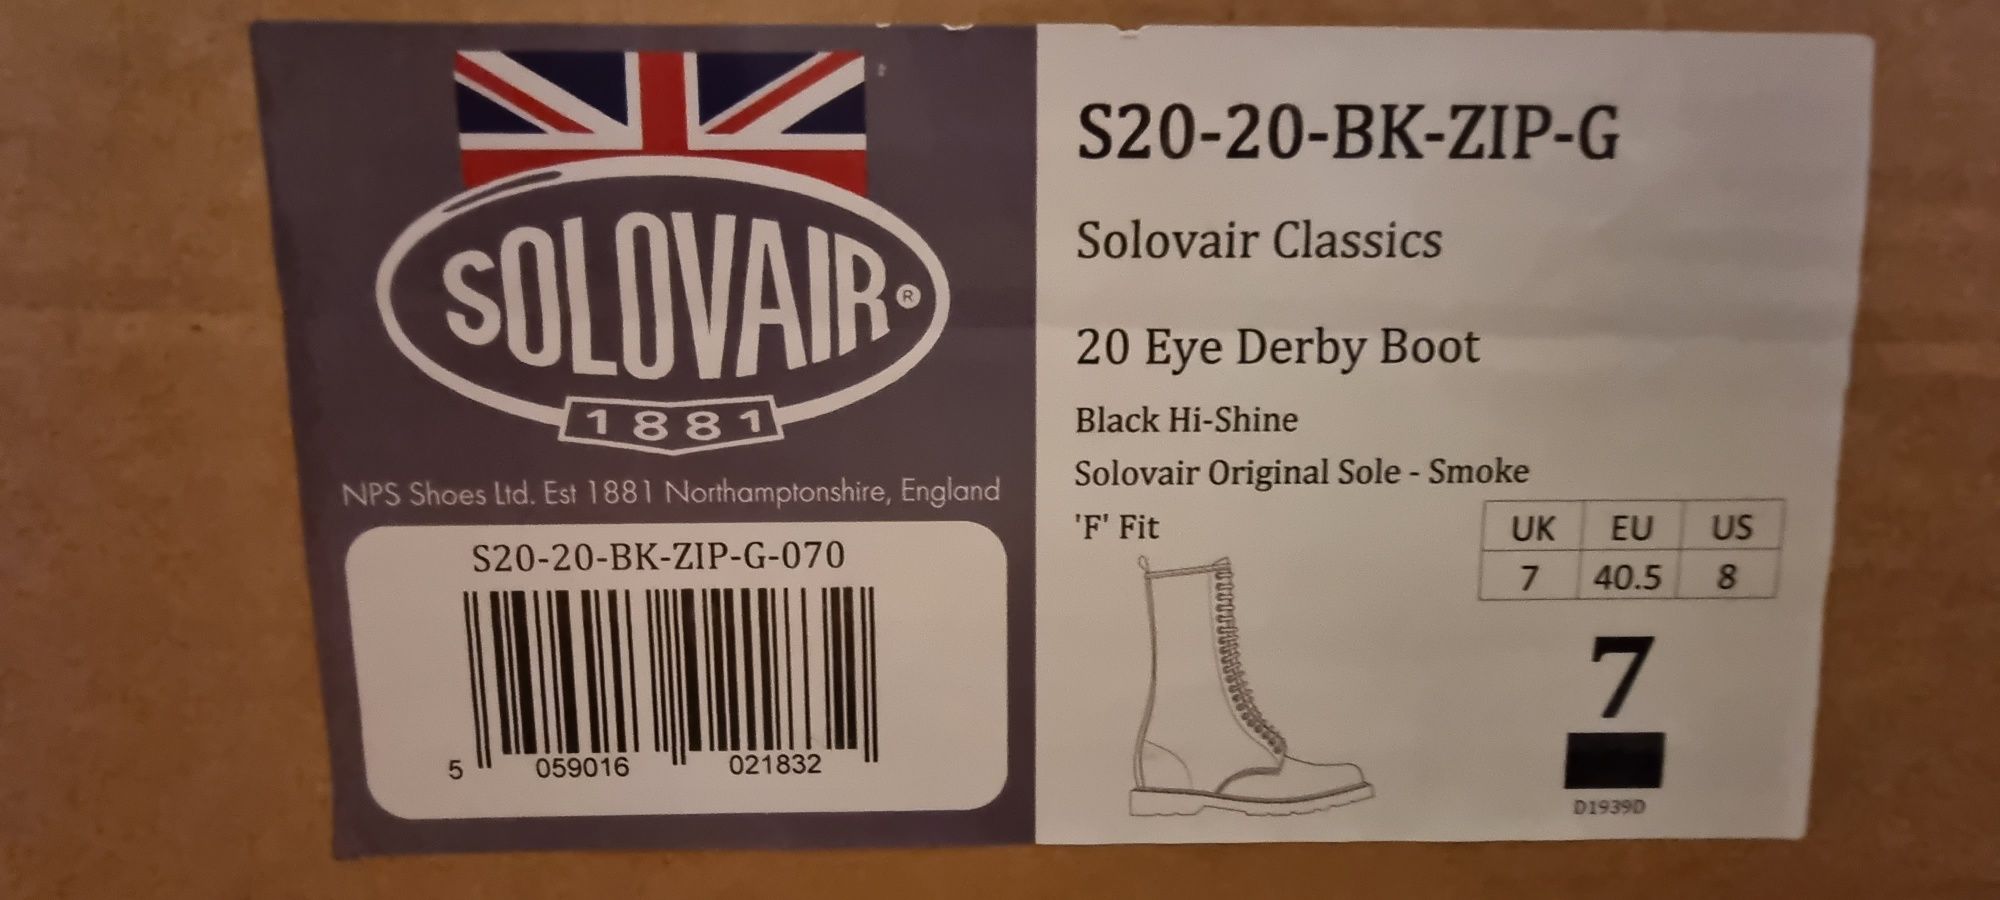 SOLOVAIR®
1881
NPS Shoes Ltd. Est 1881 Northamptonshire, England
S20-20-BK-ZIP-G-070
5 059016 021832
S20-20-BK-ZIP-G
Solovair Classics
20 Eye Derby Boot
Black Hi-Shine
Solovair Original Sole - Smoke
'F' Fit
UK EU US
7 40.5 8
7
D1939D